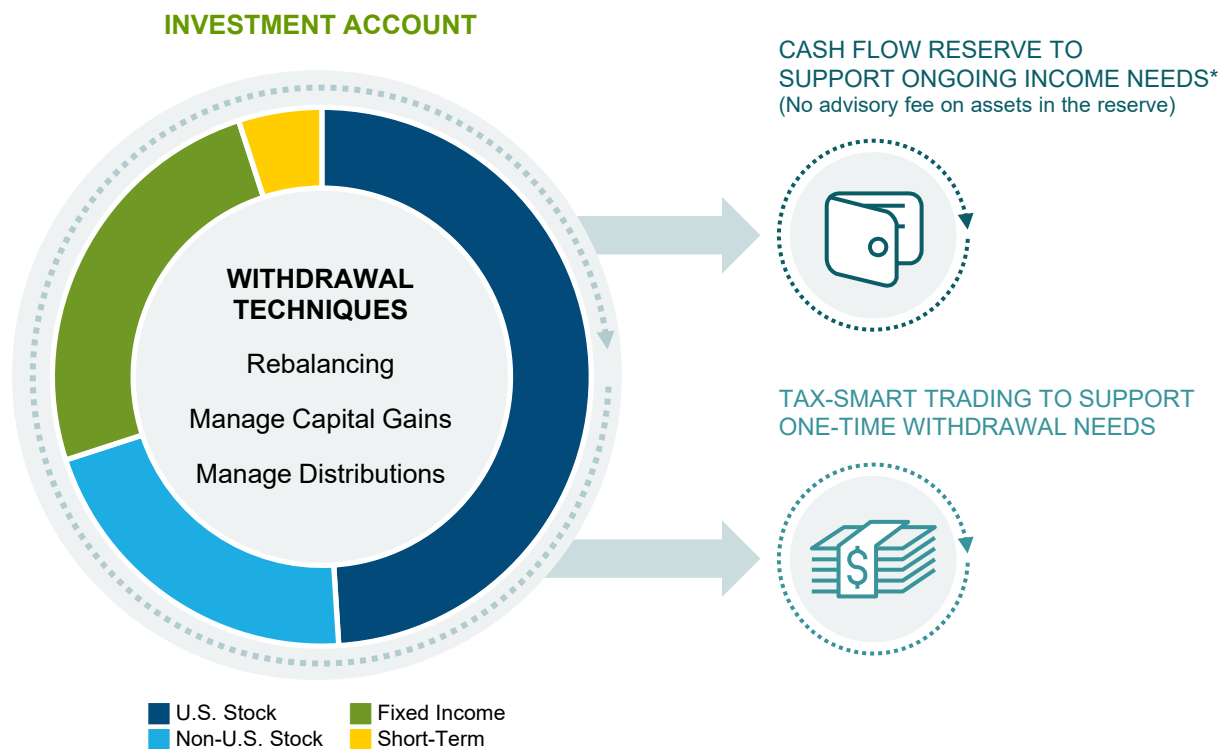 INVESTMENT ACCOUNT
WITHDRAWAL
TECHNIQUES
Rebalancing
Manage Capital Gains
Manage Distributions
U.S. Stock
Non-U.S. Stock
Fixed Income
Short-Term
CASH FLOW RESERVE TO
SUPPORT ONGOING INCOME NEEDS*
(No advisory fee on assets in the reserve)
TAX-SMART TRADING TO SUPPORT
ONE-TIME WITHDRAWAL NEEDS
$